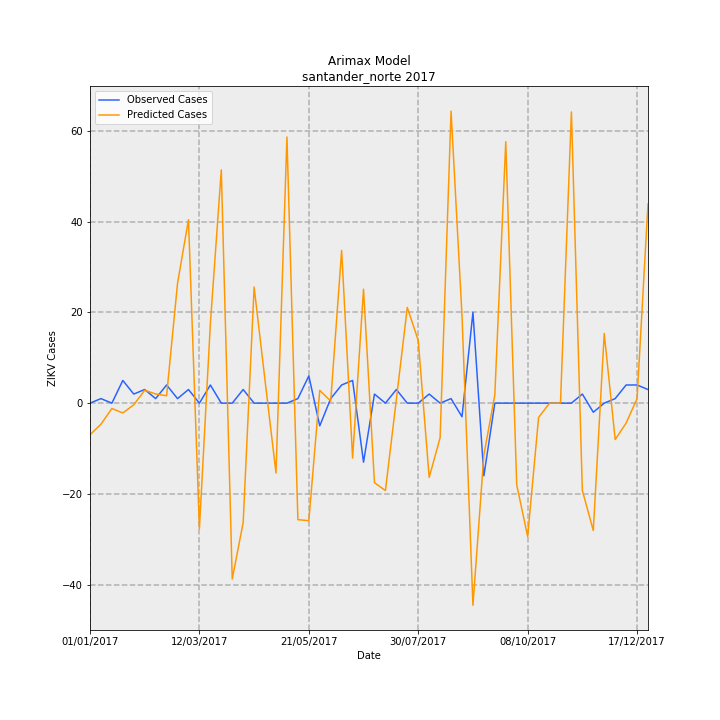 Arimax Model
santander_norte 2017
Observed Cases
Predicted Cases
60
40
20
0
−20
−40
ZIKV Cases
01/01/2017 12/03/2017 21/05/2017 30/07/2017 08/10/2017 17/12/2017
Date